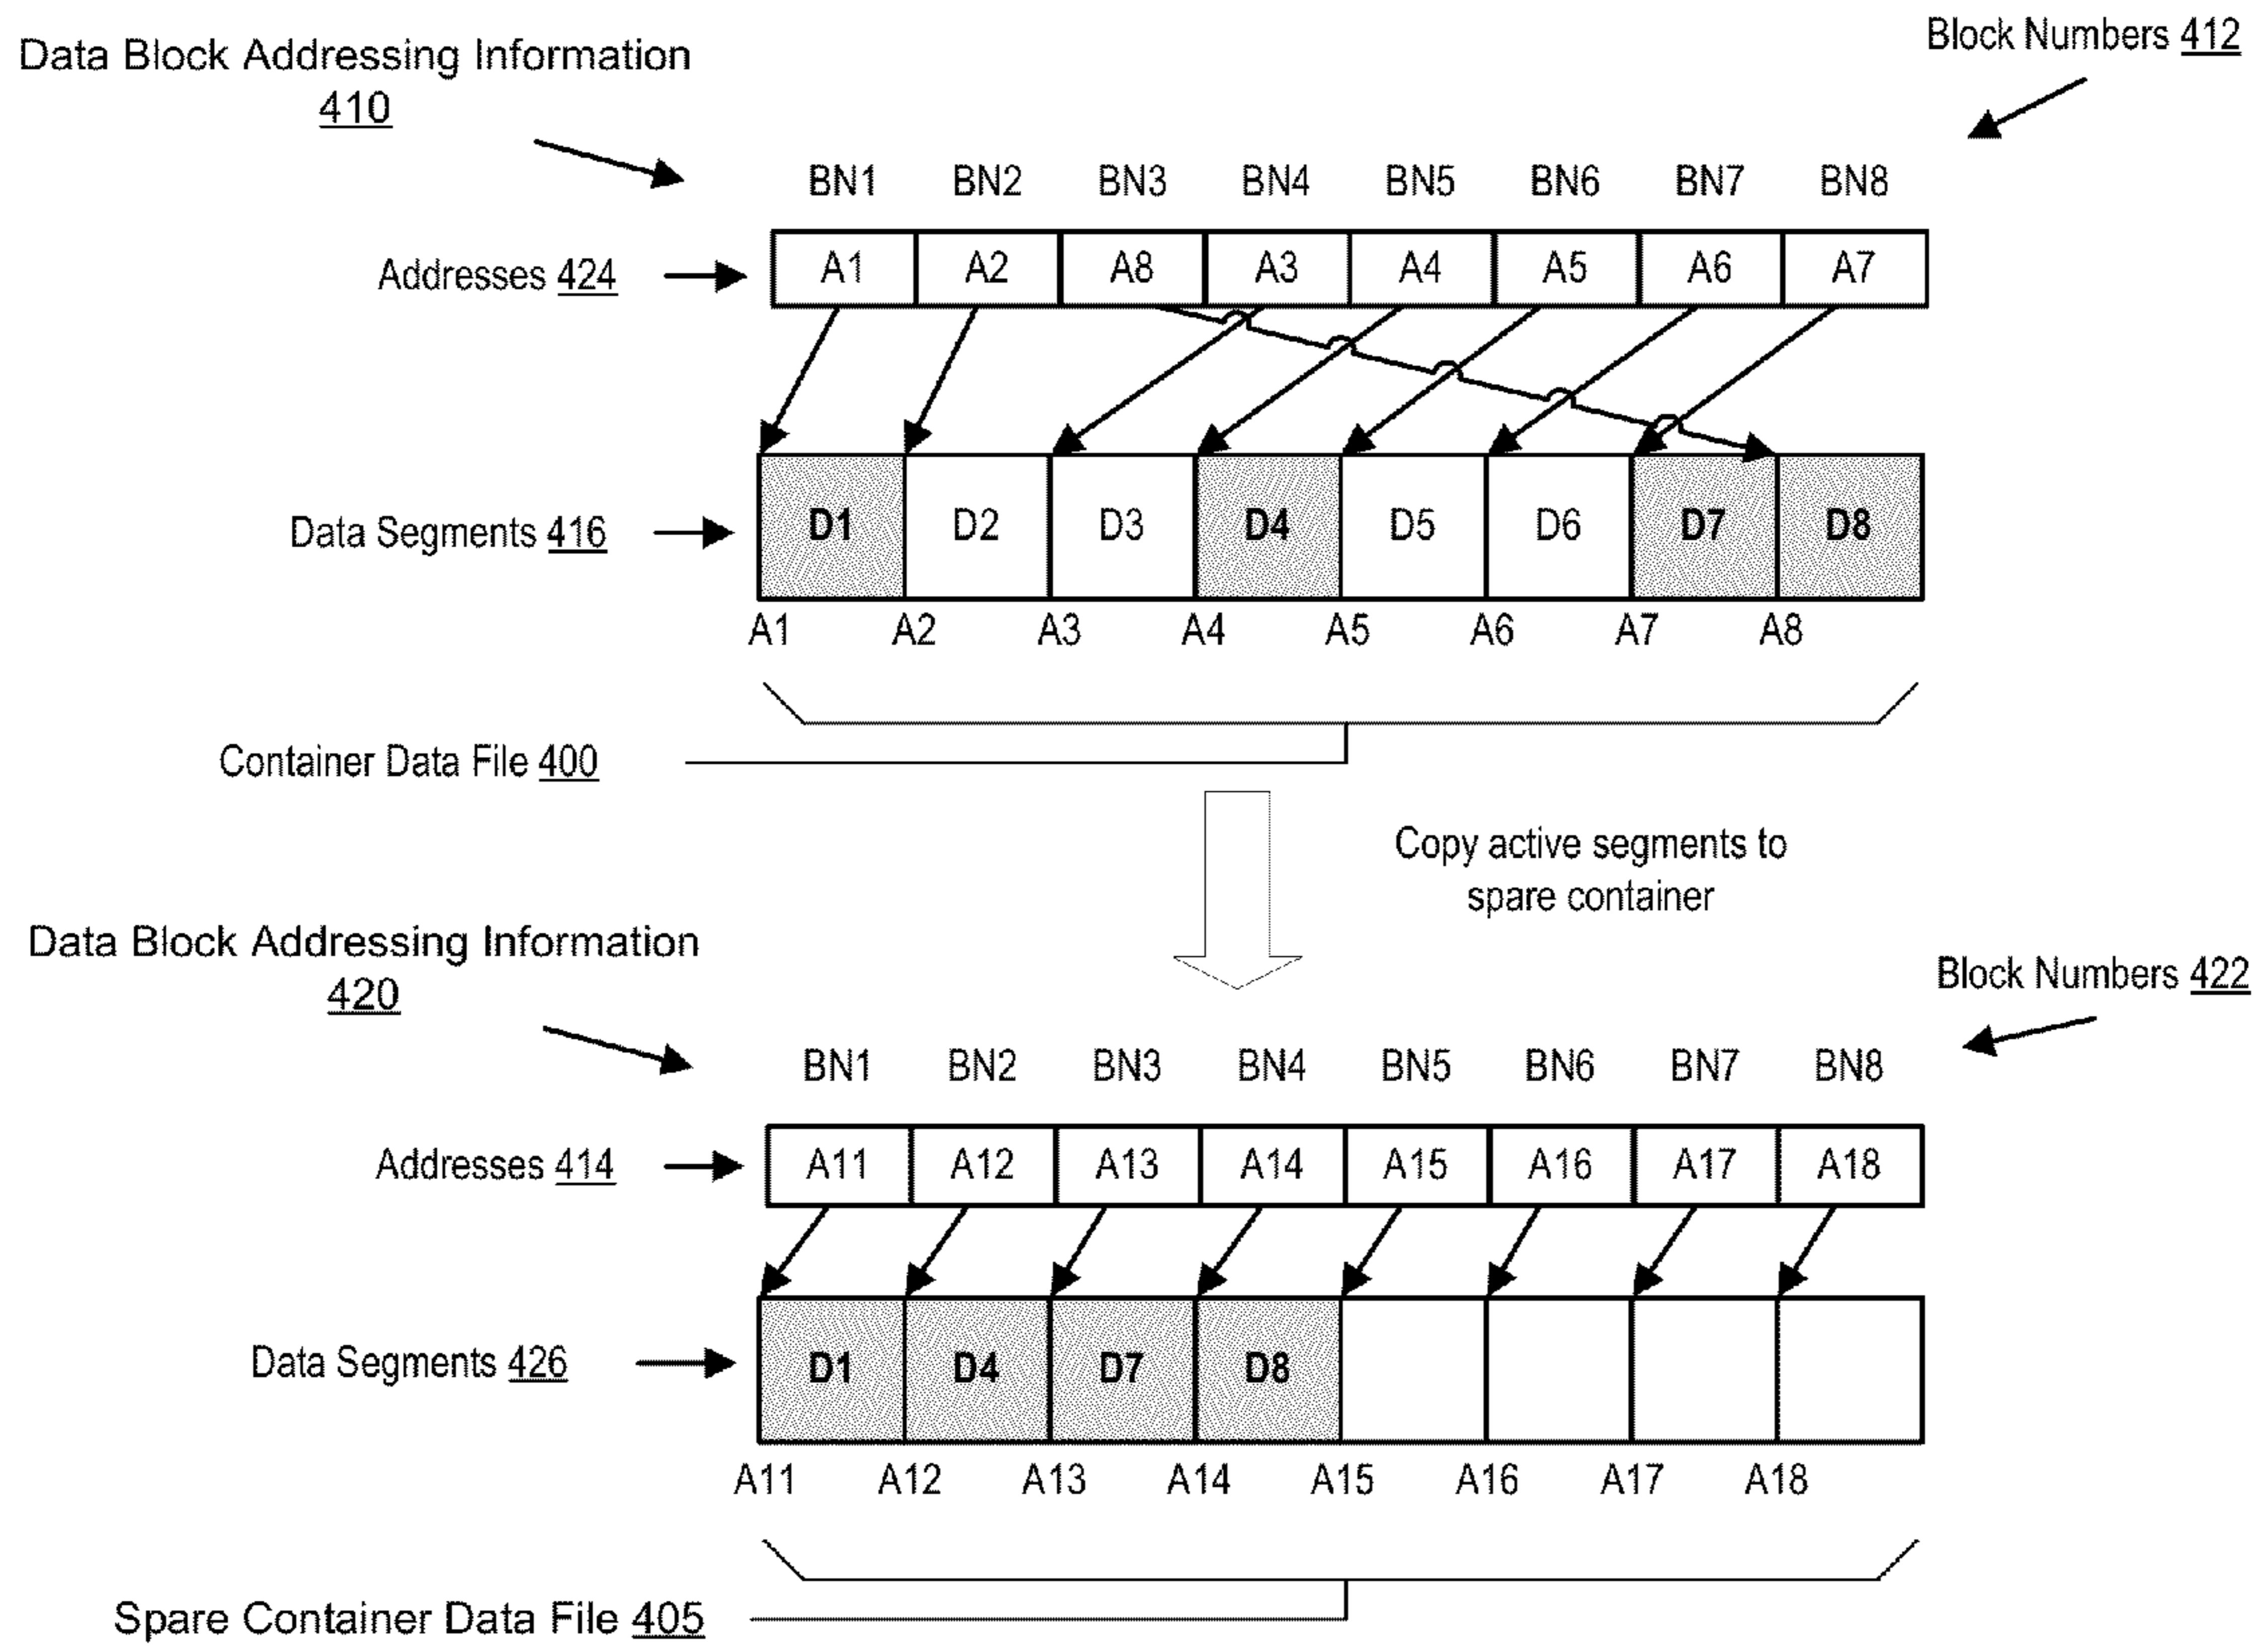 Data Block Addressing Information
410
Block Numbers 412
BN1 BN2 BN3 BN4 BN5 BN6 BN7 BN8
Addresses 424
A1 A2 A8 A3 A4 A5 A6 A7
Data Segments 416
D1 D2 D3 D4 D5 D6 D7 D8
A1 A2 A3 A4 A5 A6 A7 A8
Container Data File 400
Copy active segments to
spare container
Data Block Addressing Information
420
Block Numbers 422
BN1 BN2 BN3 BN4 BN5 BN6 BN7 BN8
Addresses 414
A11 A12 A13 A14 A15 A16 A17 A18
Data Segments 426
D1 D4 D7 D8
A11 A12 A13 A14 A15 A16 A17 A18
Spare Container Data File 405